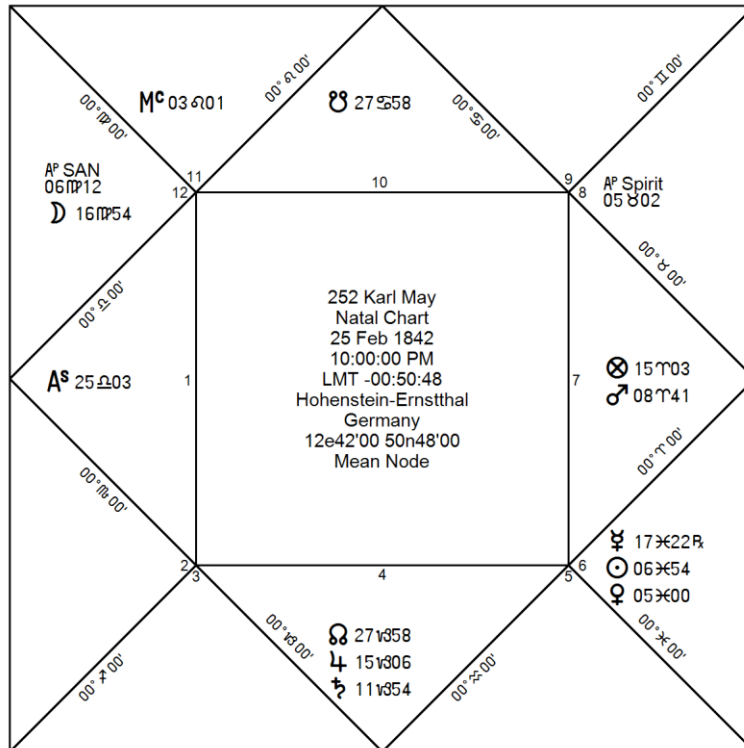 00°♍00'
Mᶜ 03♌01
00°♌00'
☋ 27♋58
00°♋00'
00°♊00'
11
12
9
8
10
AP SAN
06♍12
☽ 16♍54
AP Spirit
05♉02
00°♎00'
00°♉00'
252 Karl May
Natal Chart
25 Feb 1842
10:00:00 PM
LMT -00:50:48
Hohenstein-Ernstthal
Germany
12e42'00 50n48'00
Mean Node
Aˢ 25♎03
1
7
⊗ 15♈03
♂ 08♈41
00°♏00'
00°♈00'
2
3
4
6
5
☿ 17♓22℞
☉ 06♓54
♀ 05♓00
☊ 27♑58
♃ 15♑06
♄ 11♑54
00°♐00'
00°♑00'
00°♒00'
00°♓00'